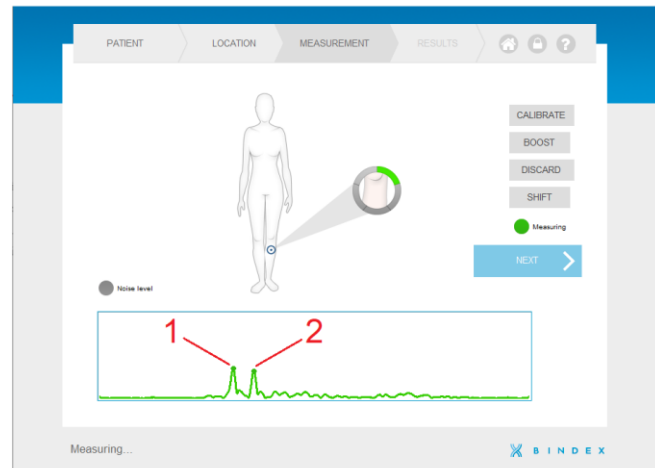 PATIENT LOCATION MEASUREMENT RESULTS ?
CALIBRATE
BOOST
DISCARD
SHIFT
Measuring
NEXT
Noise level
1 2
Measuring...
BINDEX